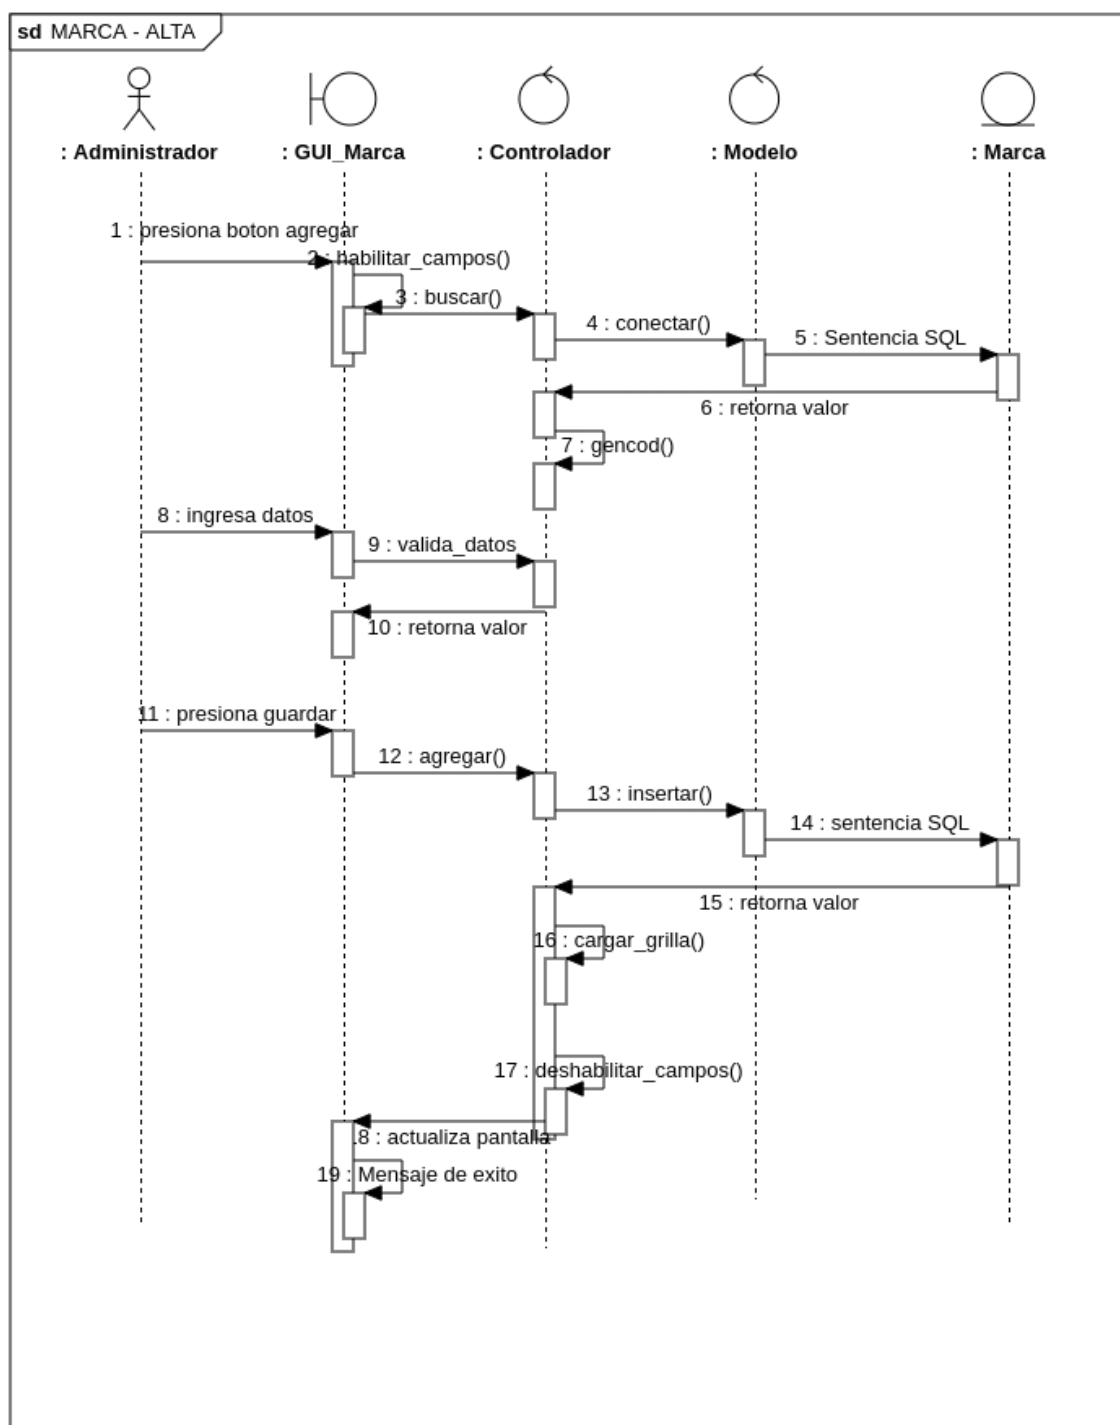 sd MARCA - ALTA
: Administrador
: GUI_Marca
: Controlador
: Modelo
: Marca
1 : presiona boton agregar
2 : habilitar_campos()
3 : buscar()
4 : conectar()
5 : Sentencia SQL
6 : retorna valor
7 : gencod()
8 : ingresa datos
9 : valida_datos
10 : retorna valor
11 : presiona guardar
12 : agregar()
13 : insertar()
14 : sentencia SQL
15 : retorna valor
16 : cargar_grilla()
17 : deshabilitar_campos()
18 : actualiza pantalla
19 : Mensaje de exito